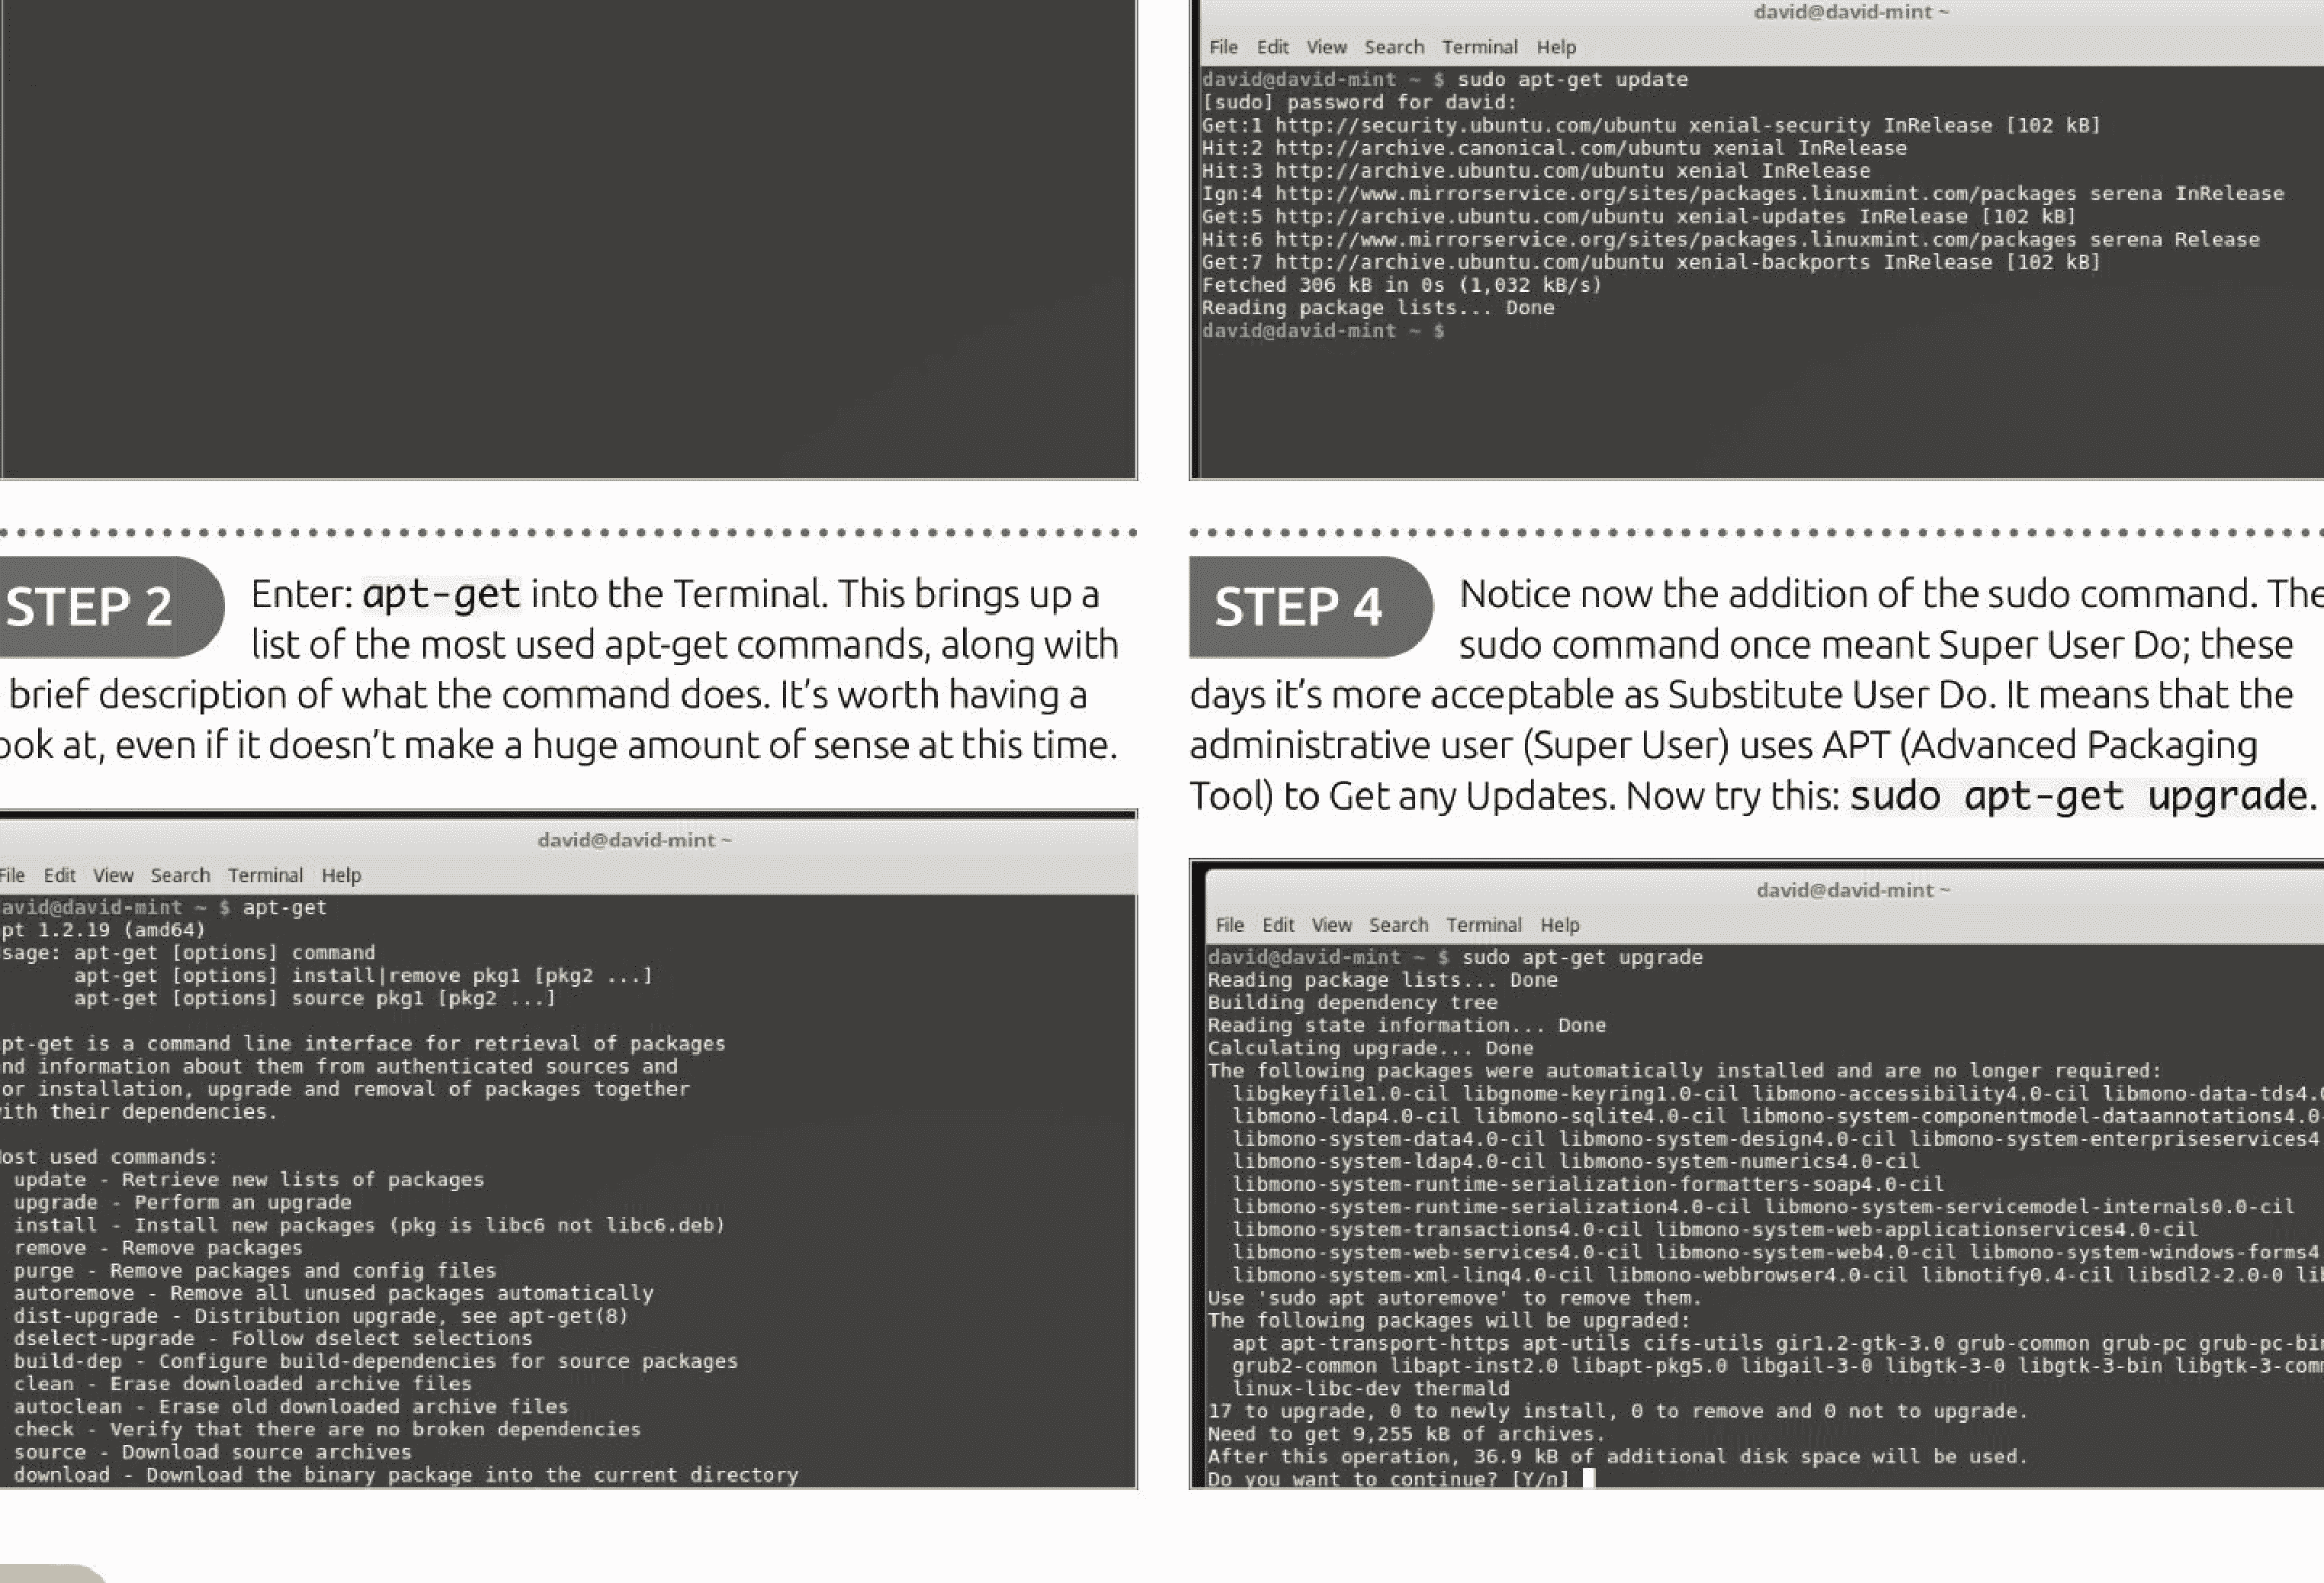 STEP 2
Enter: apt-get into the Terminal. This brings up a
list of the most used apt-get commands, along with
brief description of what the command does. It's worth having a
ook at, even if it doesn't make a huge amount of sense at this time.
david@david-mint ~
File Edit View Search Terminal Help
avid@david-mint ~ $ apt-get
pt 1.2.19 (amd64)
sage: apt-get [options] command
apt-get [options] install|remove pkg1 [pkg2 ...]
apt-get [options] source pkg1 [pkg2 ...]
pt-get is a command line interface for retrieval of packages
nd information about them from authenticated sources and
or installation, upgrade and removal of packages together
ith their dependencies.
ost used commands:
update - Retrieve new lists of packages
upgrade - Perform an upgrade
install - Install new packages (pkg is libc6 not libc6.deb)
remove - Remove packages
purge - Remove packages and config files
autoremove - Remove all unused packages automatically
dist-upgrade - Distribution upgrade, see apt-get(8)
dselect-upgrade - Follow dselect selections
build-dep - Configure build-dependencies for source packages
clean - Erase downloaded archive files
autoclean - Erase old downloaded archive files
check - Verify that there are no broken dependencies
source - Download source archives
download - Download the binary package into the current directory
david@david-mint ~
File Edit View Search Terminal Help
david@david-mint ~ $ sudo apt-get update
[sudo] password for david:
Get:1 http://security.ubuntu.com/ubuntu xenial-security InRelease [102 kB]
Hit:2 http://archive.canonical.com/ubuntu xenial InRelease
Hit:3 http://archive.ubuntu.com/ubuntu xenial InRelease
Ign:4 http://www.mirrorservice.org/sites/packages.linuxmint.com/packages serena InRelease
Get:5 http://archive.ubuntu.com/ubuntu xenial-updates InRelease [102 kB]
Hit:6 http://www.mirrorservice.org/sites/packages.linuxmint.com/packages serena Release
Get:7 http://archive.ubuntu.com/ubuntu xenial-backports InRelease [102 kB]
Fetched 306 kB in 0s (1,032 kB/s)
Reading package lists... Done
david@david-mint ~ $
STEP 4
Notice now the addition of the sudo command. The
sudo command once meant Super User Do; these
days it's more acceptable as Substitute User Do. It means that the
administrative user (Super User) uses APT (Advanced Packaging
Tool) to Get any Updates. Now try this: sudo apt-get upgrade.
david@david-mint ~
File Edit View Search Terminal Help
david@david-mint ~ $ sudo apt-get upgrade
Reading package lists... Done
Building dependency tree
Reading state information... Done
Calculating upgrade... Done
The following packages were automatically installed and are no longer required:
libgkeyfile1.0-cil libgnome-keyring1.0-cil libmono-accessibility4.0-cil libmono-data-tds4.0
libmono-ldap4.0-cil libmono-sqlite4.0-cil libmono-system-componentmodel-dataannotations4.0-
libmono-system-data4.0-cil libmono-system-design4.0-cil libmono-system-enterpriseservices4
libmono-system-ldap4.0-cil libmono-system-numerics4.0-cil
libmono-system-runtime-serialization-formatters-soap4.0-cil
libmono-system-runtime-serialization4.0-cil libmono-system-servicemodel-internals0.0-cil
libmono-system-transactions4.0-cil libmono-system-web-applicationservices4.0-cil
libmono-system-web-services4.0-cil libmono-system-web4.0-cil libmono-system-windows-forms4
libmono-system-xml-linq4.0-cil libmono-webbrowser4.0-cil libnotify0.4-cil libsdl2-2.0-0 lib
Use 'sudo apt autoremove' to remove them.
The following packages will be upgraded:
apt apt-transport-https apt-utils cifs-utils gir1.2-gtk-3.0 grub-common grub-pc grub-pc-bin
grub2-common libapt-inst2.0 libapt-pkg5.0 libgail-3-0 libgtk-3-0 libgtk-3-bin libgtk-3-com
linux-libc-dev thermald
17 to upgrade, 0 to newly install, 0 to remove and 0 not to upgrade.
Need to get 9,255 kB of archives.
After this operation, 36.9 kB of additional disk space will be used.
Do you want to continue? [Y/n]